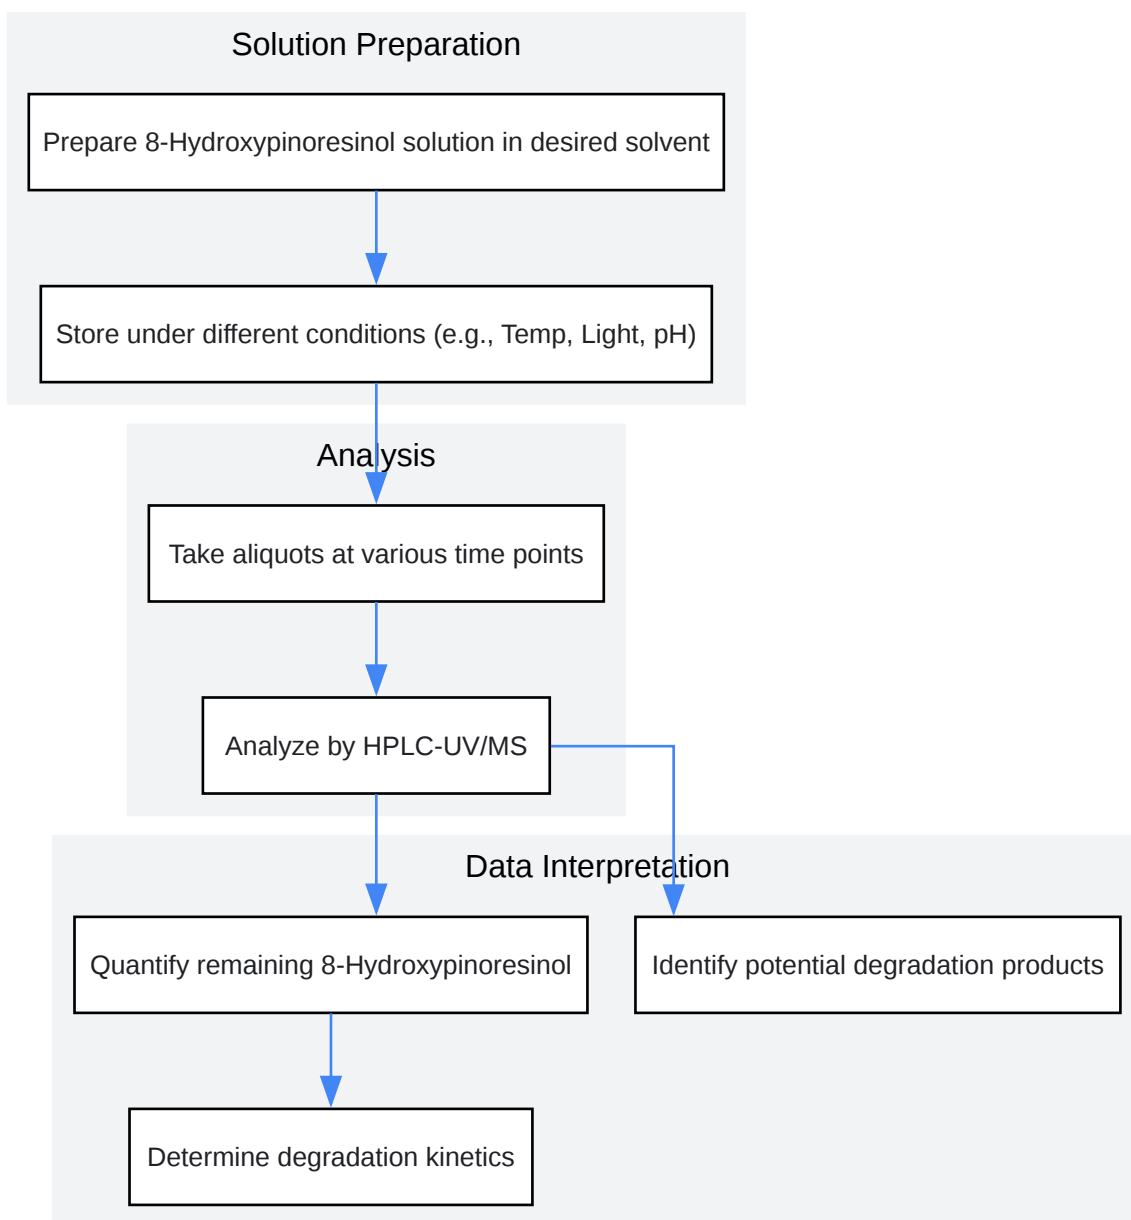 Solution Preparation
Prepare 8-Hydroxypinoresinol solution in desired solvent
Store under different conditions (e.g., Temp, Light, pH)
Analysis
Take aliquots at various time points
Analyze by HPLC-UV/MS
Data Interpretation
Quantify remaining 8-Hydroxypinoresinol
Identify potential degradation products
Determine degradation kinetics